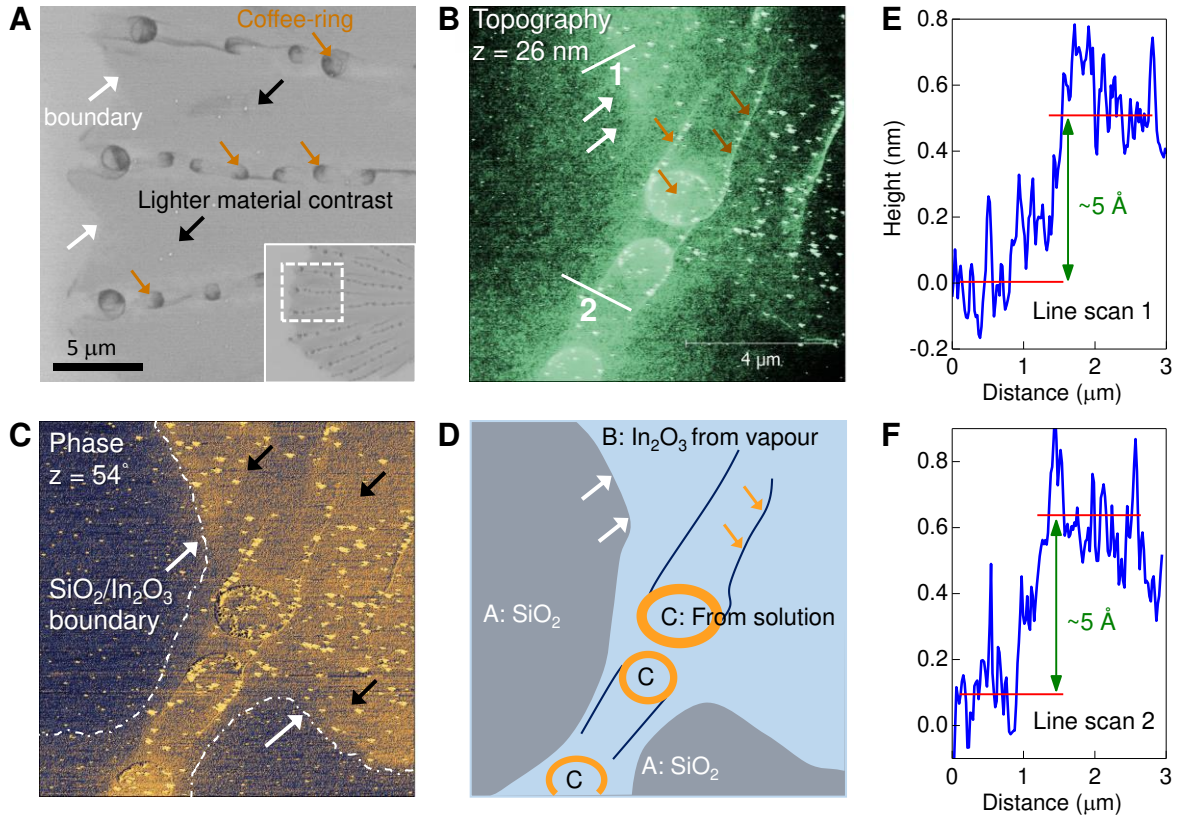 A
Coffee-ring
boundary
Lighter material contrast
5 µm
B
Topography
z = 26 nm
1
2
4 µm
E
Height (nm)
0.8
0.6
0.4
0.2
0.0
-0.2
~5 Å
Line scan 1
0 1 2 3
Distance (µm)
C
Phase
z = 54°
SiO₂/In₂O₃
boundary
D
B: In₂O₃ from vapour
A: SiO₂
C: From solution
C
A: SiO₂
C
F
0.8
0.6
0.4
0.2
0.0
~5 Å
Line scan 2
0 1 2 3
Distance (µm)